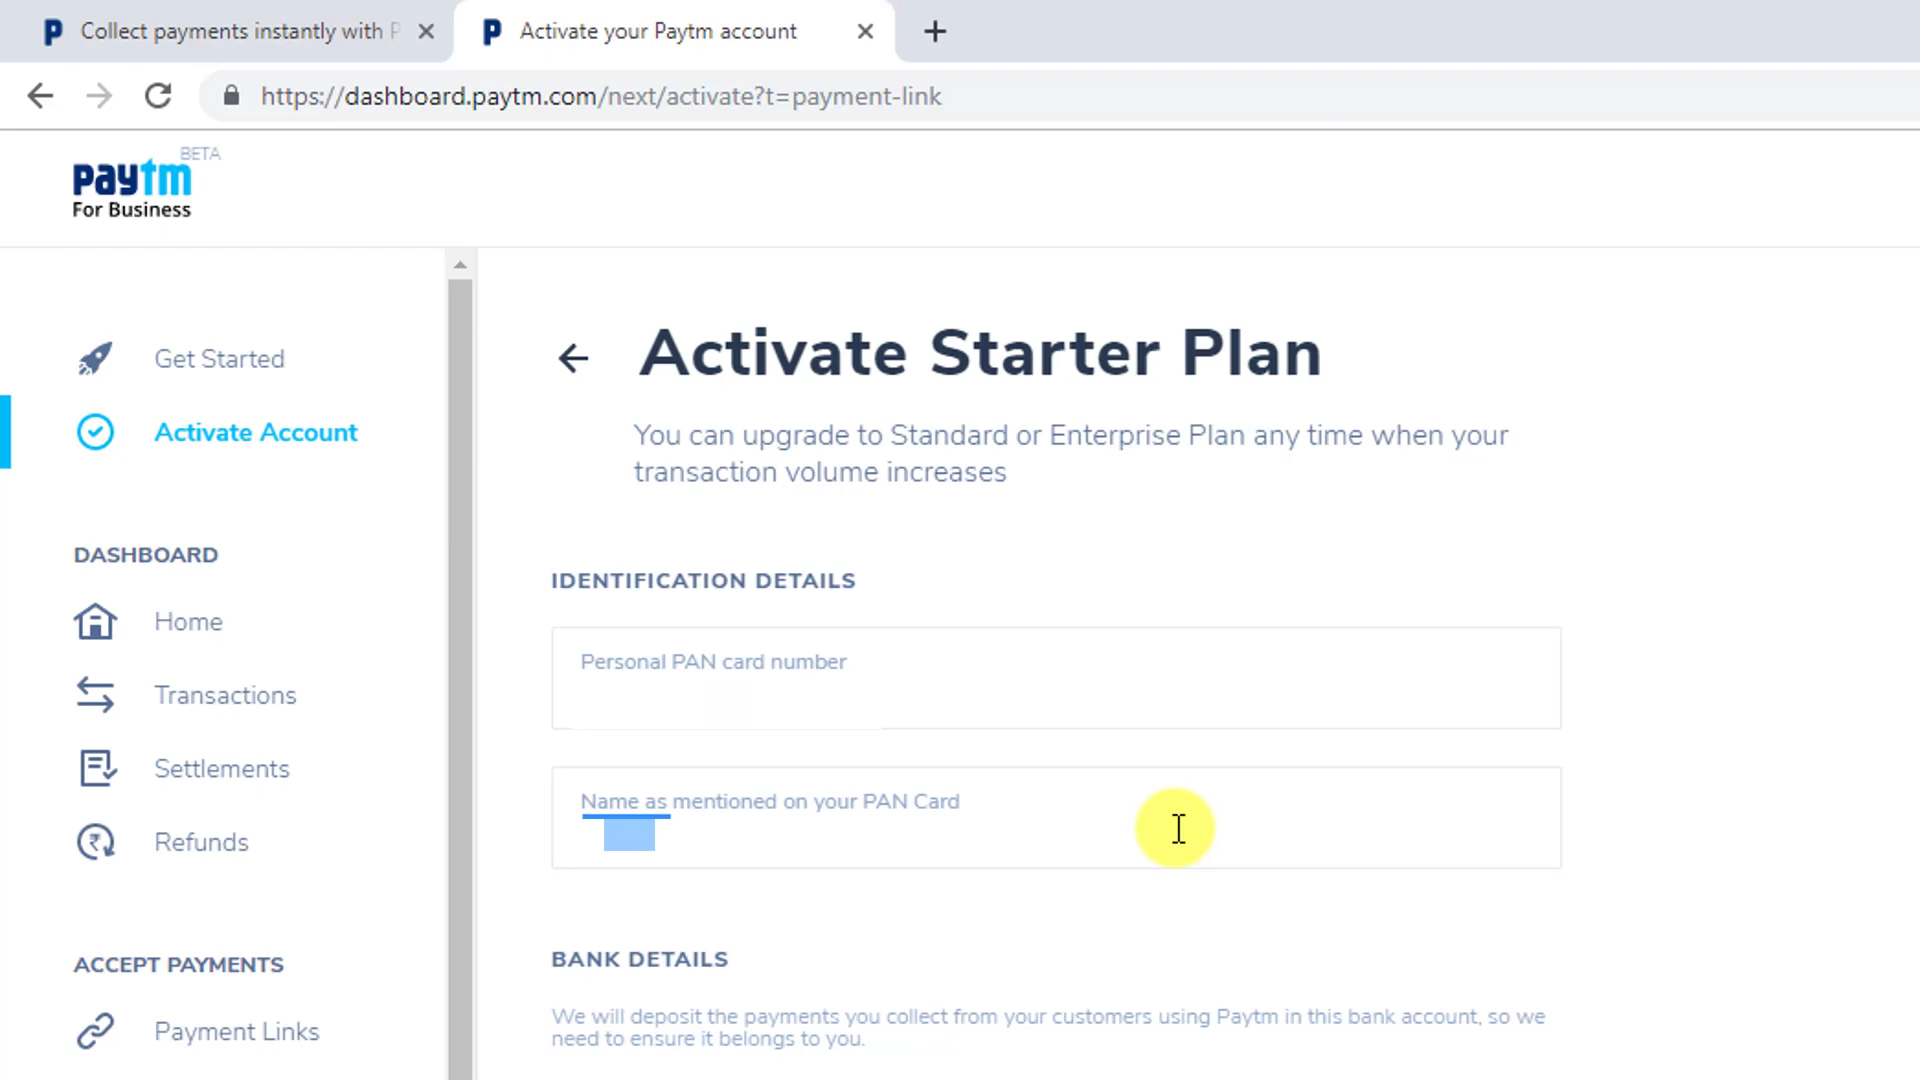 Collect payments instantly with P
Activate your Paytm account
https://dashboard.paytm.com/next/activate?t=payment-link
BETA
paytm
For Business
Get Started
Activate Account
DASHBOARD
Home
Transactions
Settlements
Refunds
ACCEPT PAYMENTS
Payment Links
Activate Starter Plan
You can upgrade to Standard or Enterprise Plan any time when your
transaction volume increases
IDENTIFICATION DETAILS
Personal PAN card number
Name as mentioned on your PAN Card
BANK DETAILS
We will deposit the payments you collect from your customers using Paytm in this bank account, so we
need to ensure it belongs to you.